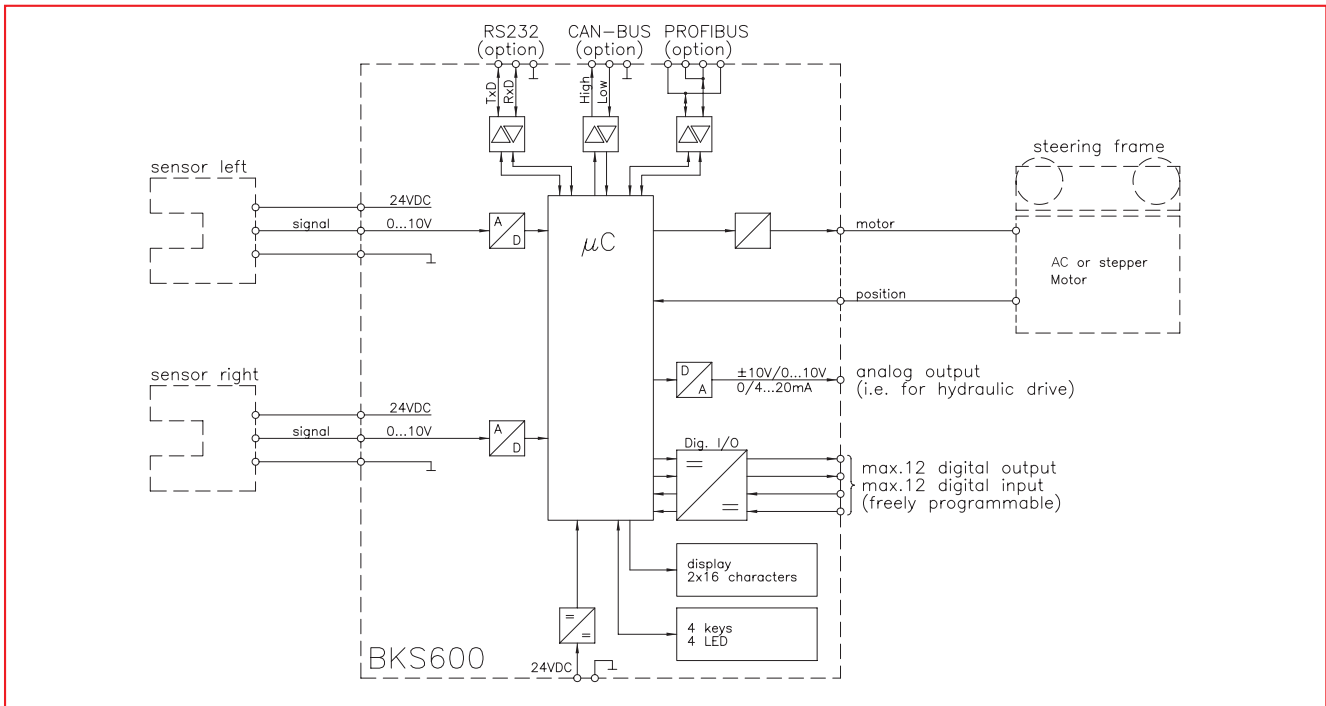 RS232
(option)
CAN-BUS
(option)
PROFIBUS
(option)
TxD
RxD
High
Low
sensor left
24VDC
signal
0...10V
A
D
µC
motor
steering frame
AC or stepper
Motor
position
D
A
±10V/0...10V
0/4...20mA
analog output
(i.e. for hydraulic drive)
sensor right
24VDC
signal
0...10V
A
D
Dig. I/O
max.12 digital output
max.12 digital input
(freely programmable)
display
2x16 characters
4 keys
4 LED
24VDC
BKS600